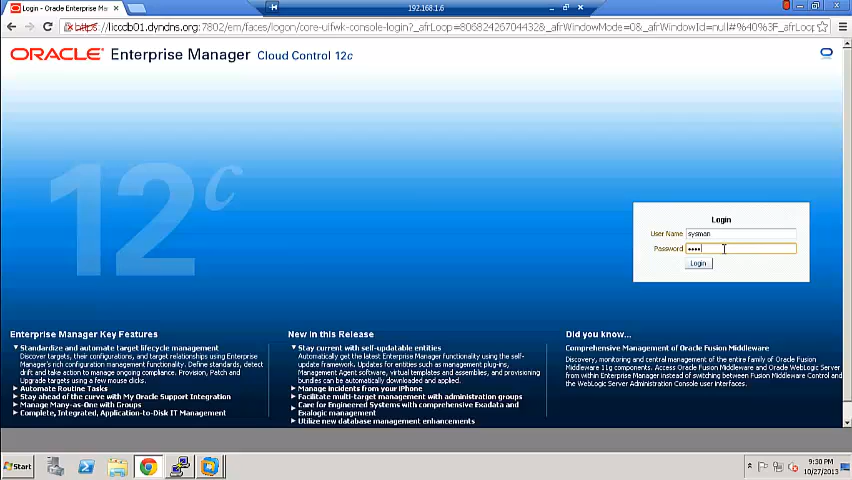 Login - Oracle Enterprise Ma
192.168.1.6
https://licodb01.dyndns.org:7802/em/faces/logon/core-uifwk-console-login?_afrLoop=8068242676704432&_afrWindowMode=0&_afrWindowId=null#%40%3F_afrLoop
ORACLE Enterprise Manager Cloud Control 12c
12c
Login
User Name sysman
Password ••••
Login
Enterprise Manager Key Features
Standardize and automate target lifecycle management
Discover targets, their configurations, and target relationships using Enterprise
Manager's rich configuration management functionality. Define standards, detect
drift and take action to manage ongoing compliance. Provision, Patch and
Upgrade targets using a few mouse clicks.
Automate Routine Tasks
Stay ahead of the curve with My Oracle Support Integration
Manage Many-as-One with Groups
Complete, Integrated, Application-to-Disk IT Management
New in this Release
Stay current with self-updatable entities
Automatically get the latest Enterprise Manager functionality using the self-
update framework. Updates for entities such as management plug-ins,
Management Agent software, virtual templates and assemblies, and provisioning
bundles can be automatically downloaded and applied.
Manage incidents from your iPhone
Facilitate multi-target management with administration groups
Care for Engineered Systems with comprehensive Exadata and
Exalogic management
Utilize new database management enhancements
Did you know...
Comprehensive Management of Oracle Fusion Middleware
Discovery, monitoring and central management of the entire family of Oracle Fusion
Middleware 11g components. Access Oracle Fusion Middleware and Oracle WebLogic Server
from within Enterprise Manager instead of switching between Fusion Middleware Control and
the WebLogic Server Administration Console user interfaces.
Start
9:30 PM
10/27/2013